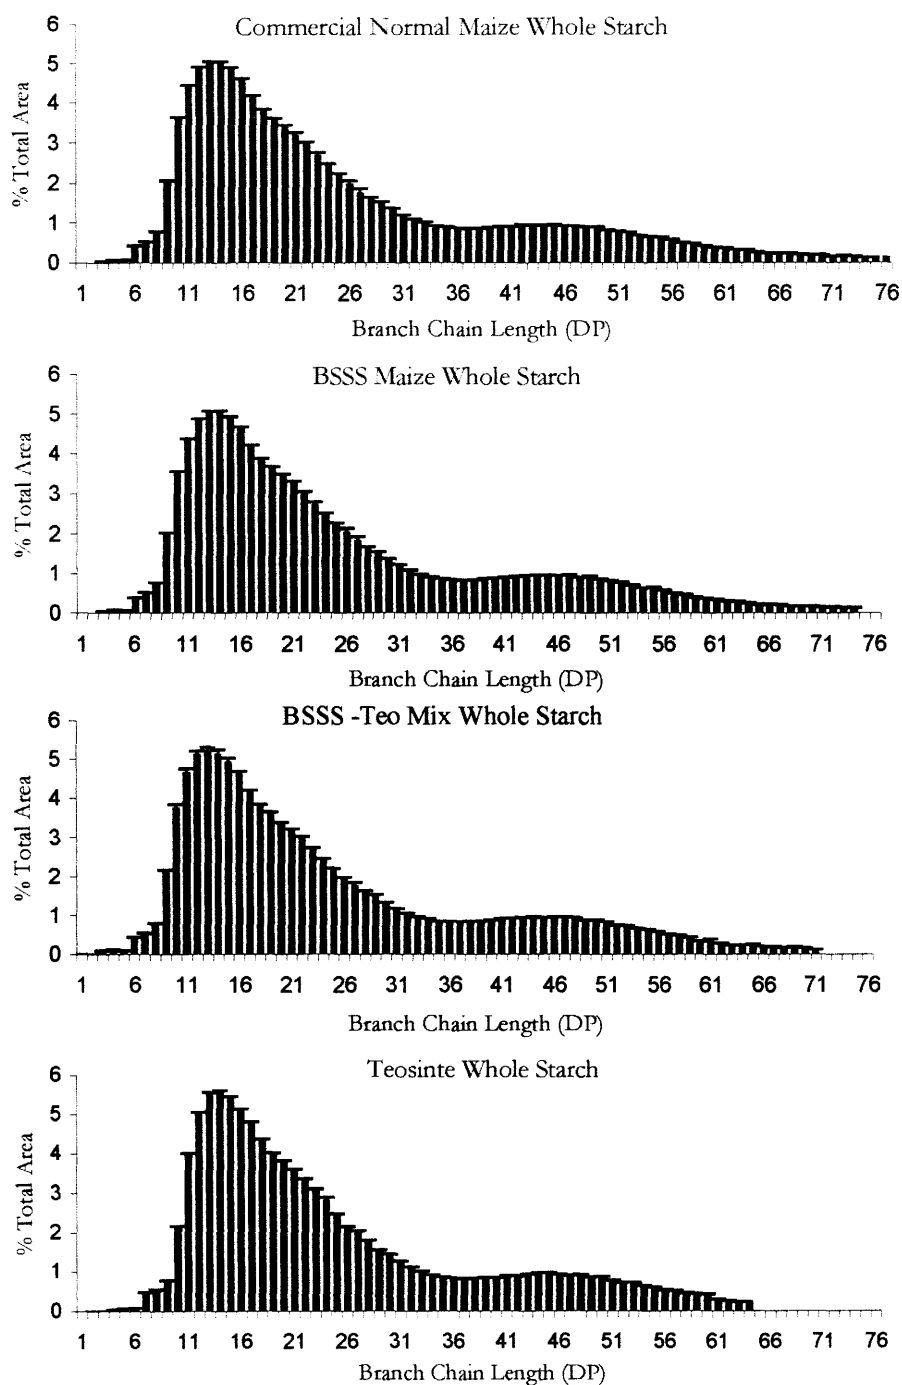 Commercial Normal Maize Whole Starch
% Total Area
6
5
4
3
2
1
0
1 6 11 16 21 26 31 36 41 46 51 56 61 66 71 76
Branch Chain Length (DP)
BSSS Maize Whole Starch
% Total Area
6
5
4
3
2
1
0
1 6 11 16 21 26 31 36 41 46 51 56 61 66 71 76
Branch Chain Length (DP)
BSSS -Teo Mix Whole Starch
% Total Area
6
5
4
3
2
1
0
1 6 11 16 21 26 31 36 41 46 51 56 61 66 71 76
Branch Chain Length (DP)
Teosinte Whole Starch
% Total Area
6
5
4
3
2
1
0
1 6 11 16 21 26 31 36 41 46 51 56 61 66 71 76
Branch Chain Length (DP)